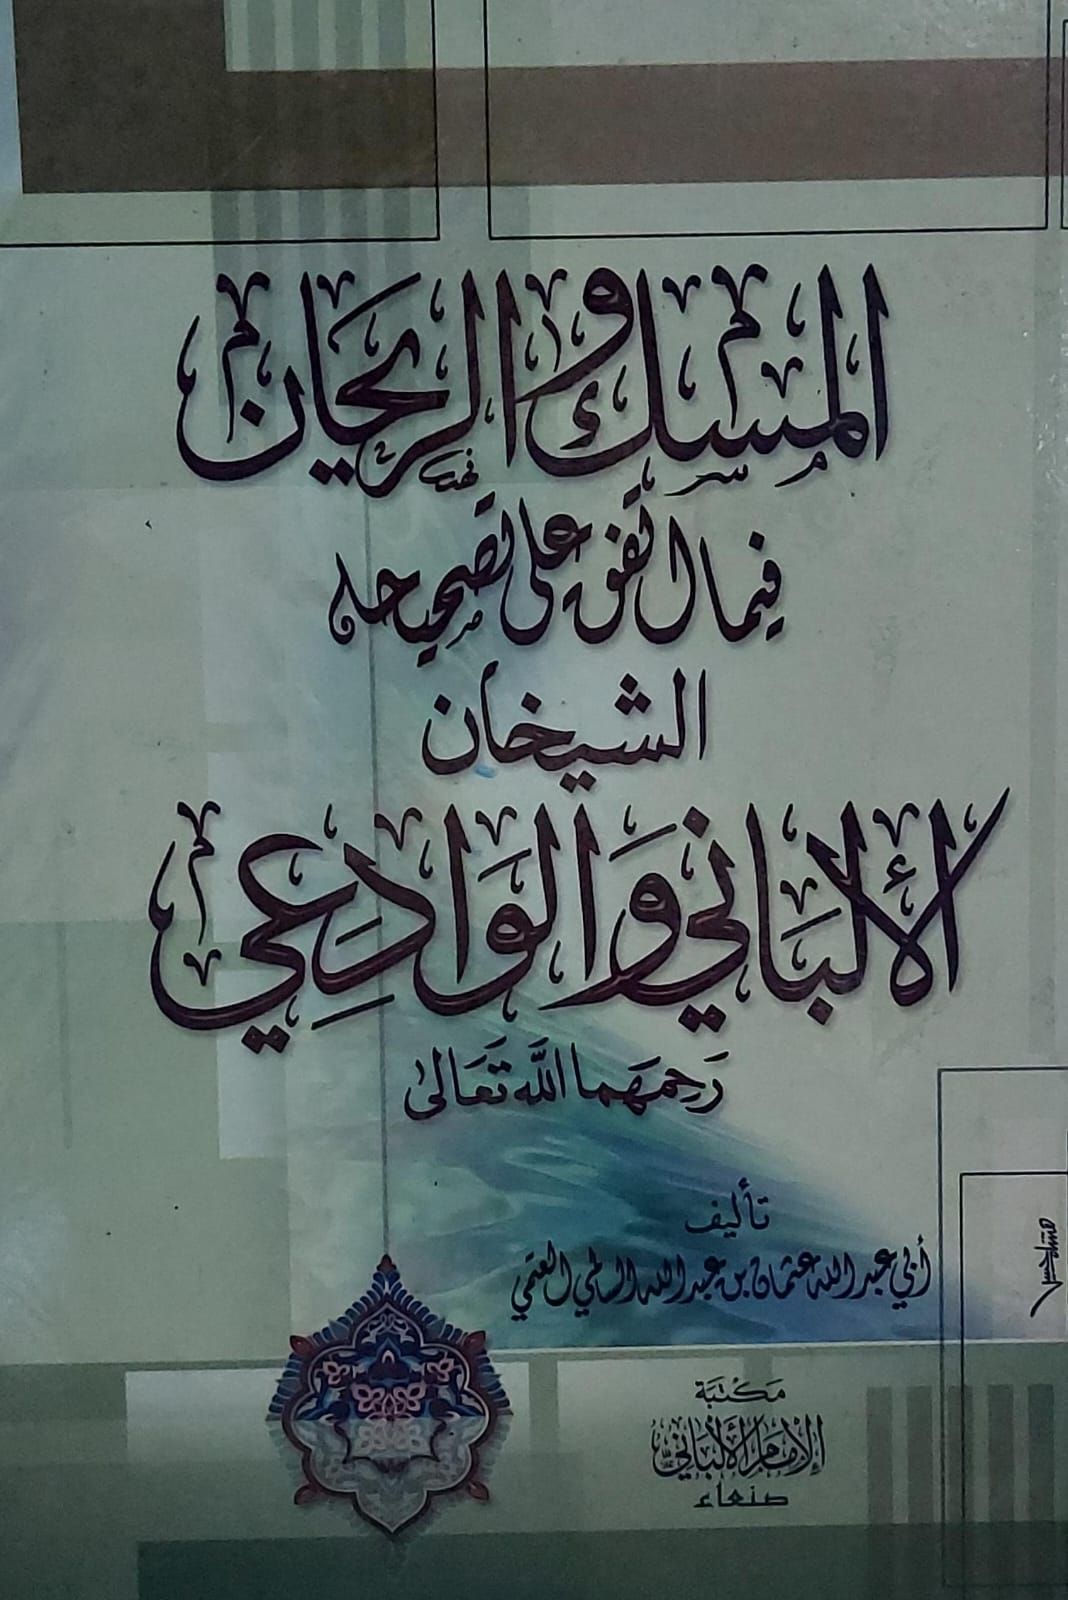 المسك والريحان
فيما اتفق على تصحيحه
الشيخان
الألباني والوادعي
رحمهما الله تعالى
تأليف
أبي عبد الله عثمان بن عبد الله السالمي العتمي
مكتبة
الإمام الألباني
صنعاء